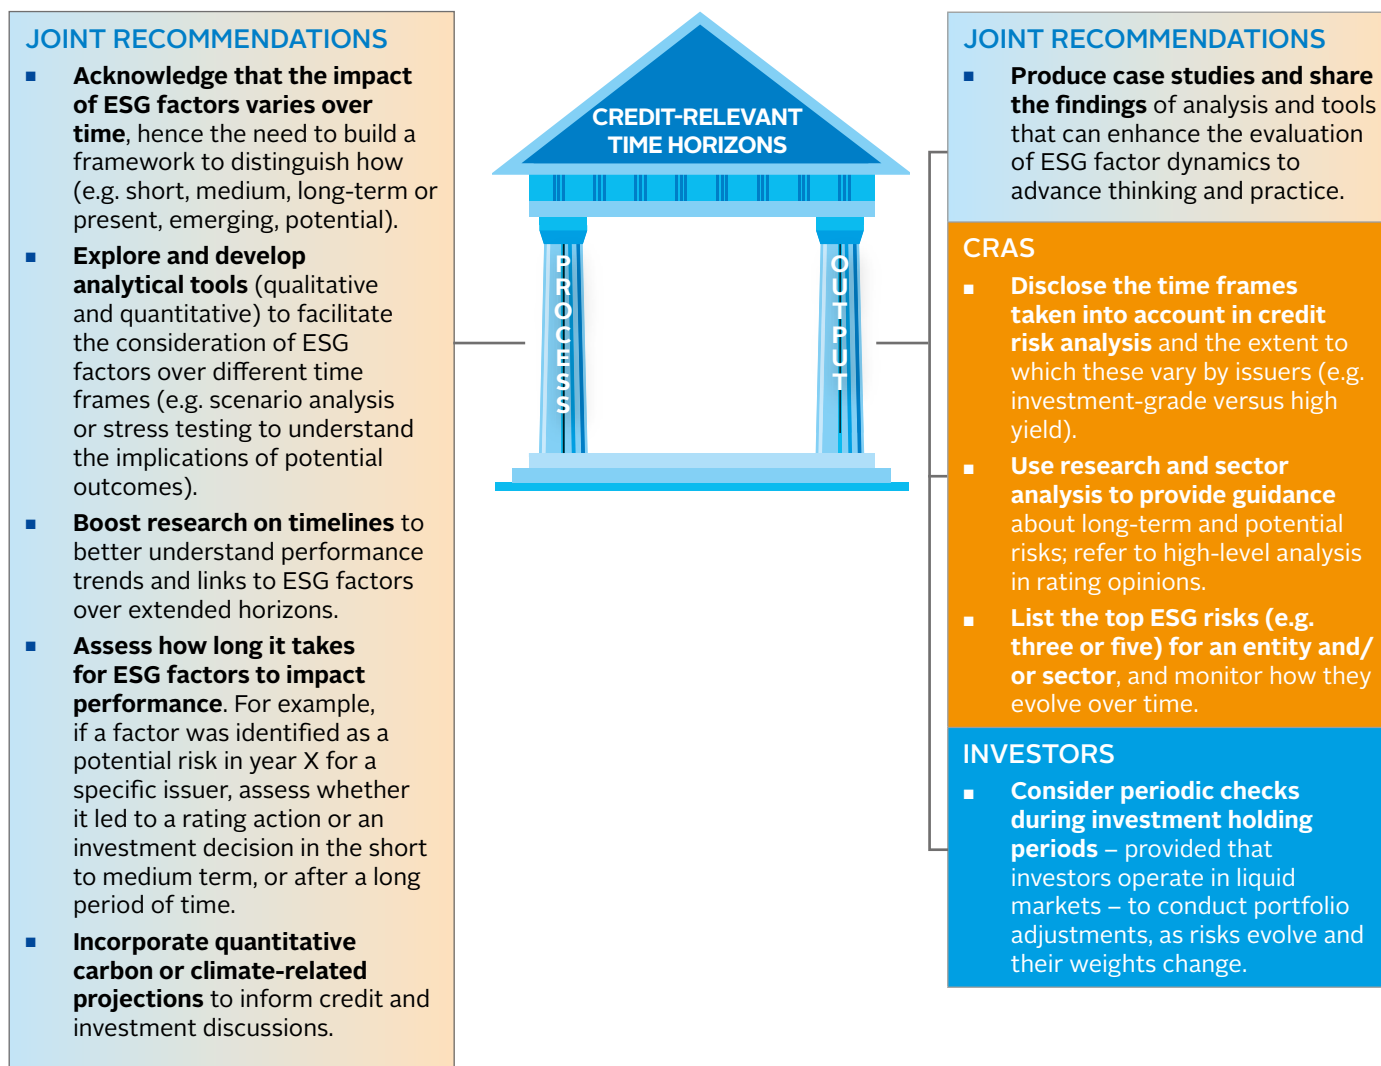 JOINT RECOMMENDATIONS
▪ Acknowledge that the impact
of ESG factors varies over
time, hence the need to build a
framework to distinguish how
(e.g. short, medium, long-term or
present, emerging, potential).
▪ Explore and develop
analytical tools (qualitative
and quantitative) to facilitate
the consideration of ESG
factors over different time
frames (e.g. scenario analysis
or stress testing to understand
the implications of potential
outcomes).
▪ Boost research on timelines to
better understand performance
trends and links to ESG factors
over extended horizons.
▪ Assess how long it takes
for ESG factors to impact
performance. For example,
if a factor was identified as a
potential risk in year X for a
specific issuer, assess whether
it led to a rating action or an
investment decision in the short
to medium term, or after a long
period of time.
▪ Incorporate quantitative
carbon or climate-related
projections to inform credit and
investment discussions.
CREDIT-RELEVANT
TIME HORIZONS
PROCESS
OUTPUT
JOINT RECOMMENDATIONS
▪ Produce case studies and share
the findings of analysis and tools
that can enhance the evaluation
of ESG factor dynamics to
advance thinking and practice.
CRAS
▪ Disclose the time frames
taken into account in credit
risk analysis and the extent to
which these vary by issuers (e.g.
investment-grade versus high
yield).
▪ Use research and sector
analysis to provide guidance
about long-term and potential
risks; refer to high-level analysis
in rating opinions.
▪ List the top ESG risks (e.g.
three or five) for an entity and/
or sector, and monitor how they
evolve over time.
INVESTORS
▪ Consider periodic checks
during investment holding
periods – provided that
investors operate in liquid
markets – to conduct portfolio
adjustments, as risks evolve and
their weights change.